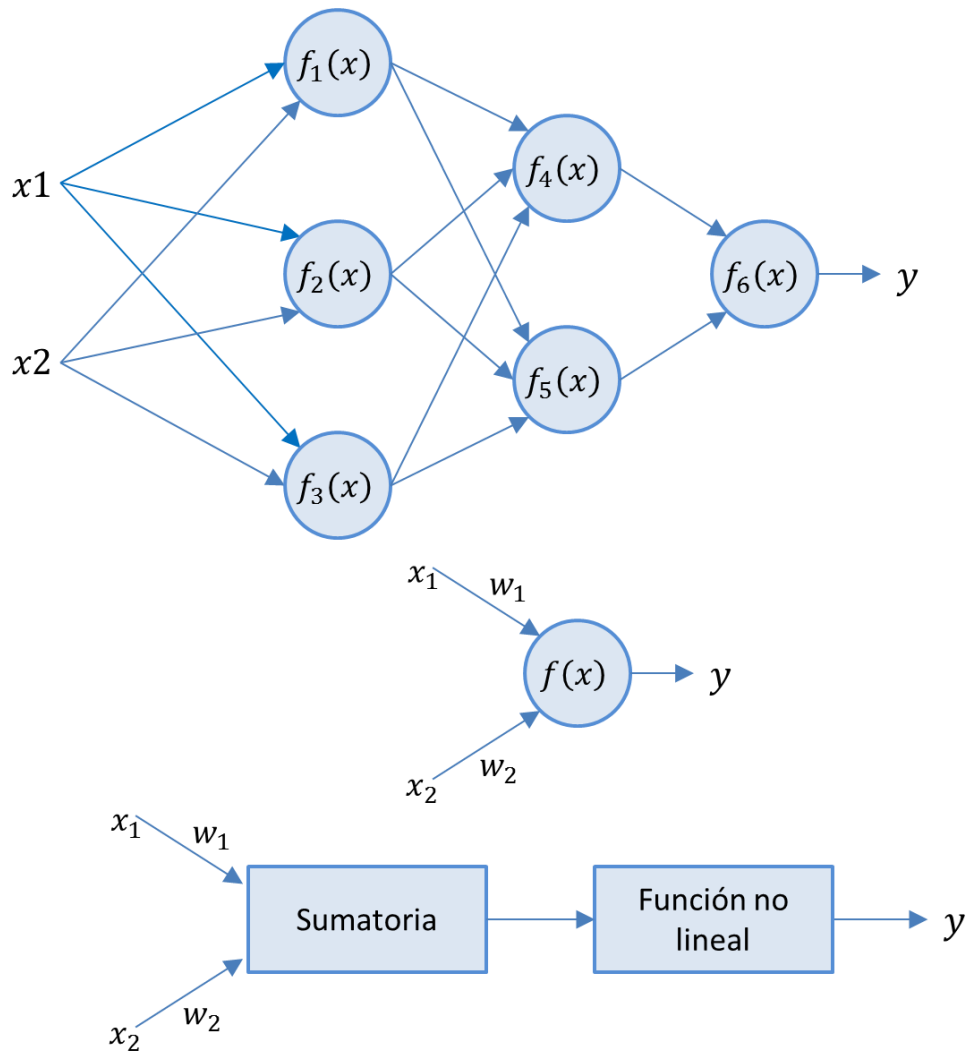 f₁(x)
x1
f₄(x)
f₂(x)
f₆(x)
y
x2
f₅(x)
f₃(x)
x₁
w₁
f(x)
y
x₂
w₂
x₁
w₁
Sumatoria
Función no
lineal
y
x₂
w₂